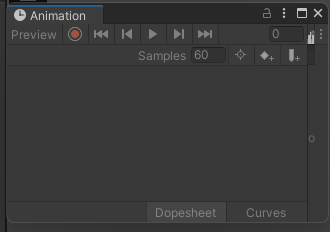 Animation
Preview 0
Samples 60
Dopesheet Curves